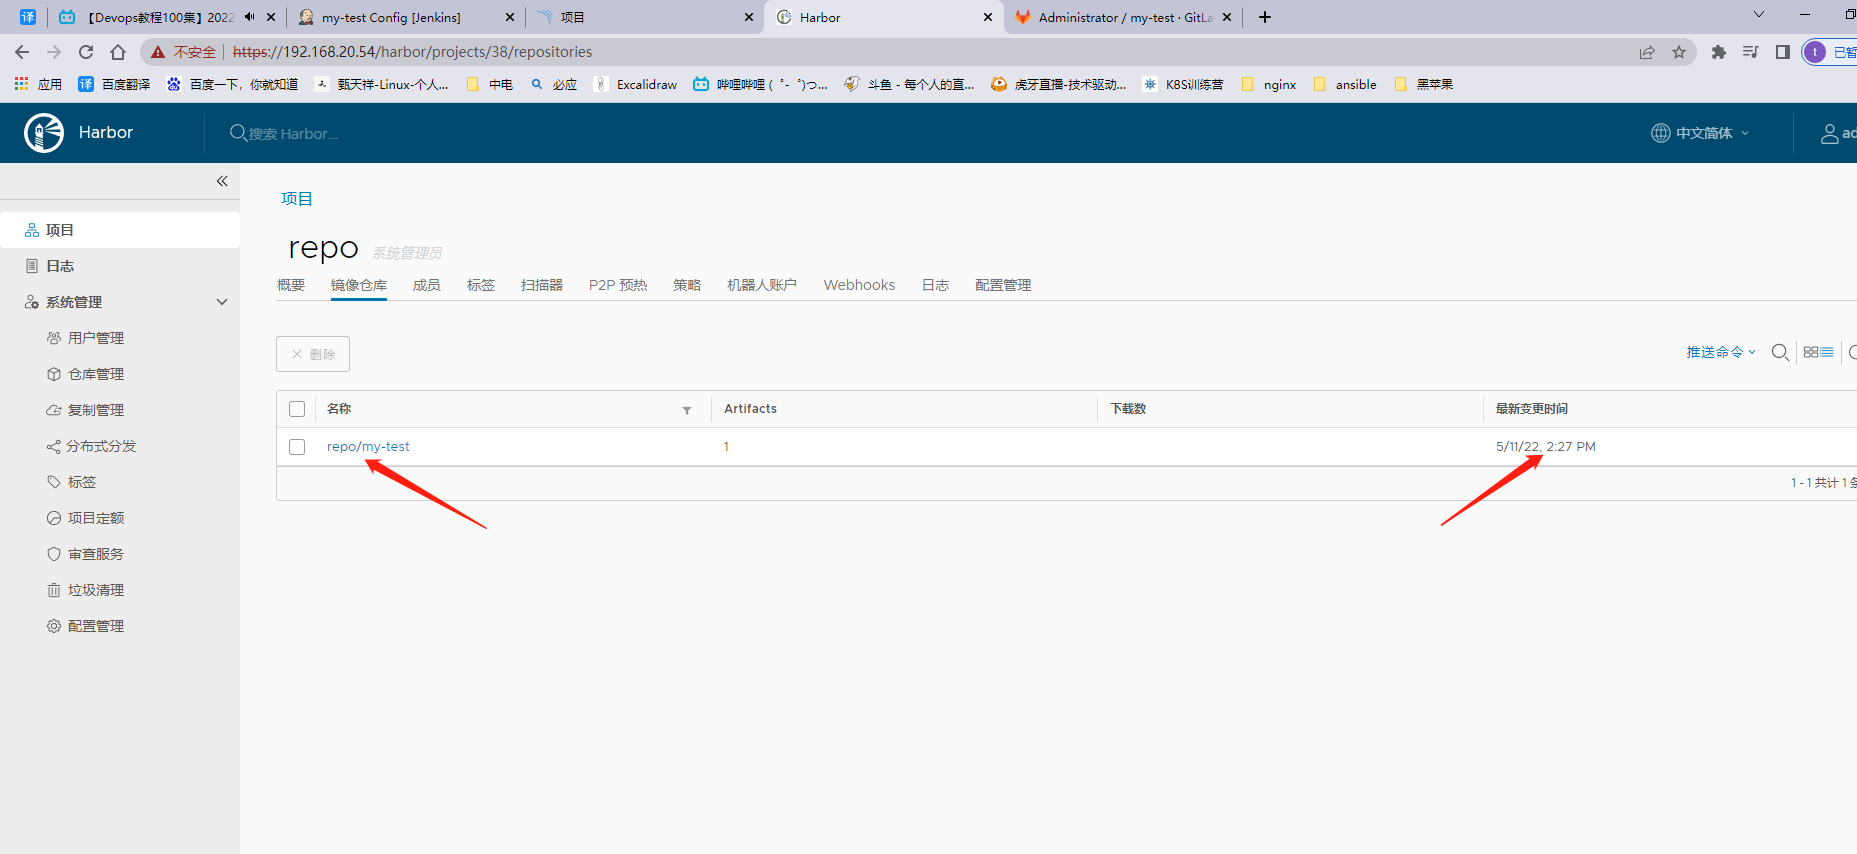 译
【Devops教程100集】2022
my-test Config [Jenkins]
项目
Harbor
Administrator / my-test · GitLa
不安全
https://192.168.20.54/harbor/projects/38/repositories
t
已暂
应用
译
百度翻译
百度一下，你就知道
甄天祥-Linux-个人...
中电
必应
Excalidraw
哔哩哔哩 (゜-゜)つ...
斗鱼 - 每个人的直...
虎牙直播-技术驱动...
K8S训练营
nginx
ansible
黑苹果
Harbor
搜索 Harbor...
中文简体
ad
项目
日志
系统管理
用户管理
仓库管理
复制管理
分布式分发
标签
项目定额
审查服务
垃圾清理
配置管理
项目
repo 系统管理员
概要 镜像仓库 成员 标签 扫描器 P2P 预热 策略 机器人账户 Webhooks 日志 配置管理
删除
推送命令
名称 Artifacts 下载数 最新变更时间
repo/my-test 1 5/11/22, 2:27 PM
1 - 1 共计 1 条